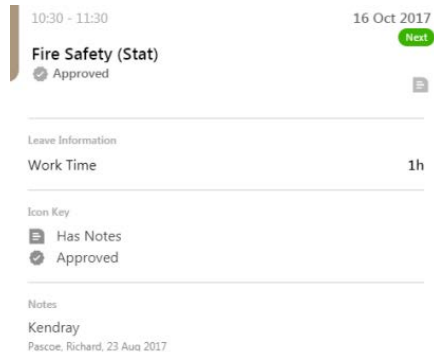 10:30 - 11:30 16 Oct 2017
Next
Fire Safety (Stat)
Approved
Leave Information
Work Time 1h
Icon Key
Has Notes
Approved
Notes
Kendray
Pascoe, Richard, 23 Aug 2017